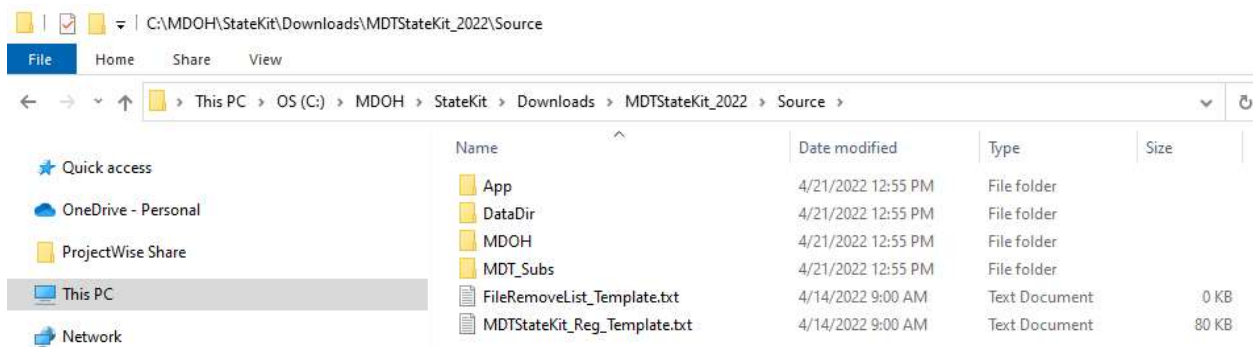 C:\MDOH\StateKit\Downloads\MDTStateKit_2022\Source
File Home Share View
This PC > OS (C:) > MDOH > StateKit > Downloads > MDTStateKit_2022 > Source >
Name Date modified Type Size
Quick access
App 4/21/2022 12:55 PM File folder
OneDrive - Personal
DataDir 4/21/2022 12:55 PM File folder
ProjectWise Share
MDOH 4/21/2022 12:55 PM File folder
MDT_Subs 4/21/2022 12:55 PM File folder
This PC
FileRemoveList_Template.txt 4/14/2022 9:00 AM Text Document 0 KB
MDTStateKit_Reg_Template.txt 4/14/2022 9:00 AM Text Document 80 KB
Network